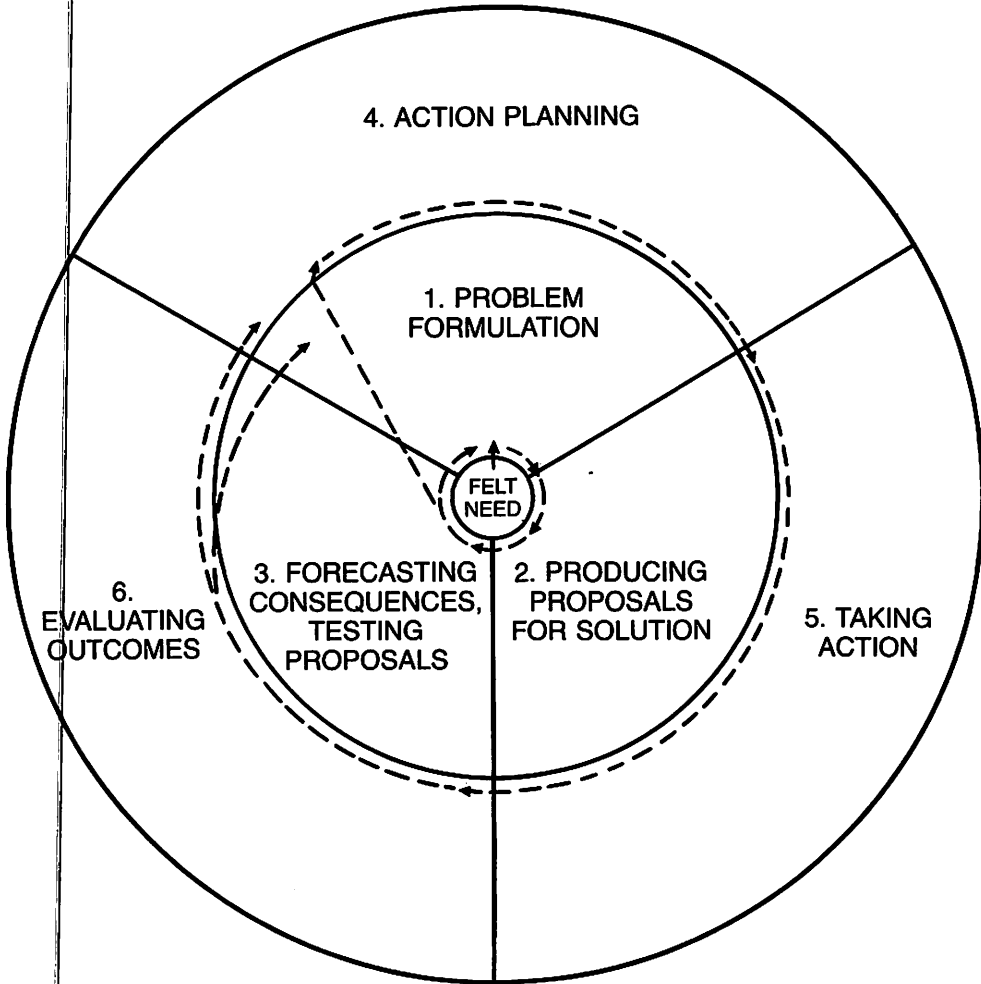 4. ACTION PLANNING
1. PROBLEM
FORMULATION
FELT
NEED
3. FORECASTING
CONSEQUENCES,
TESTING
PROPOSALS
2. PRODUCING
PROPOSALS
FOR SOLUTION
6.
EVALUATING
OUTCOMES
5. TAKING
ACTION